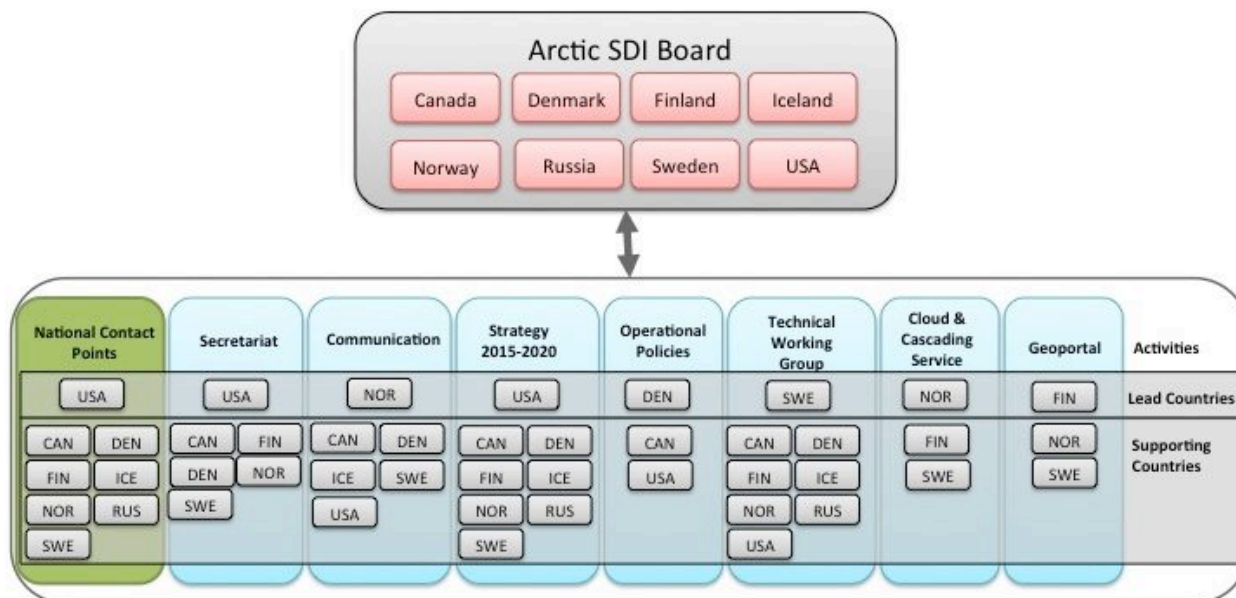 Arctic SDI Board
Canada Denmark Finland Iceland
Norway Russia Sweden USA
National Contact
Points
Secretariat
Communication
Strategy
2015-2020
Operational
Policies
Technical
Working
Group
Cloud &
Cascading
Service
Geoportal
Activities
USA USA NOR USA DEN SWE NOR FIN
Lead Countries
CAN DEN
FIN ICE
NOR RUS
SWE
CAN FIN
DEN NOR
SWE
CAN DEN
ICE SWE
USA
CAN DEN
FIN ICE
NOR RUS
SWE
CAN
USA
CAN DEN
FIN ICE
NOR RUS
USA
FIN
SWE
NOR
SWE
Supporting
Countries